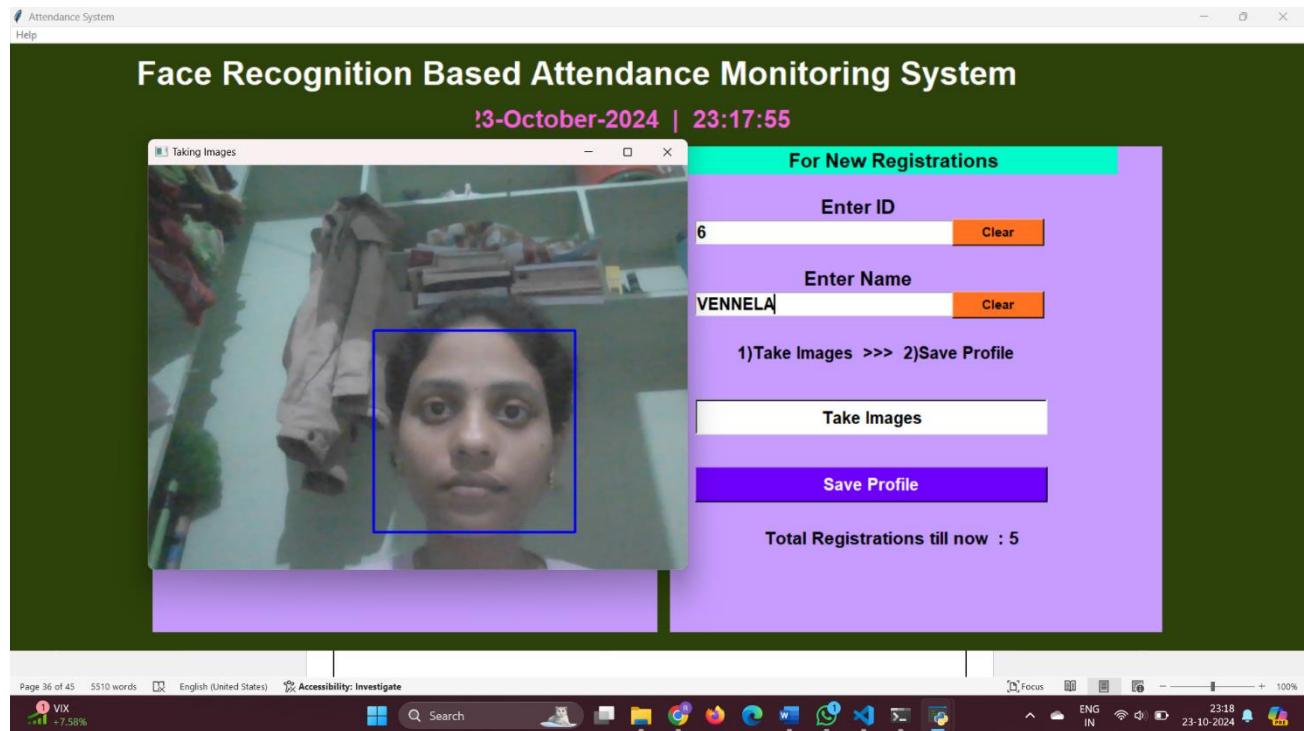 Attendance System
Help
Face Recognition Based Attendance Monitoring System
3-October-2024 | 23:17:55
Taking Images
For New Registrations
Enter ID
6 Clear
Enter Name
VENNELA Clear
1)Take Images >>> 2)Save Profile
Take Images
Save Profile
Total Registrations till now : 5
Page 36 of 45 5510 words English (United States) Accessibility: Investigate Focus 100%
VIX
+7.58%
Search
ENG
IN
23:18
23-10-2024